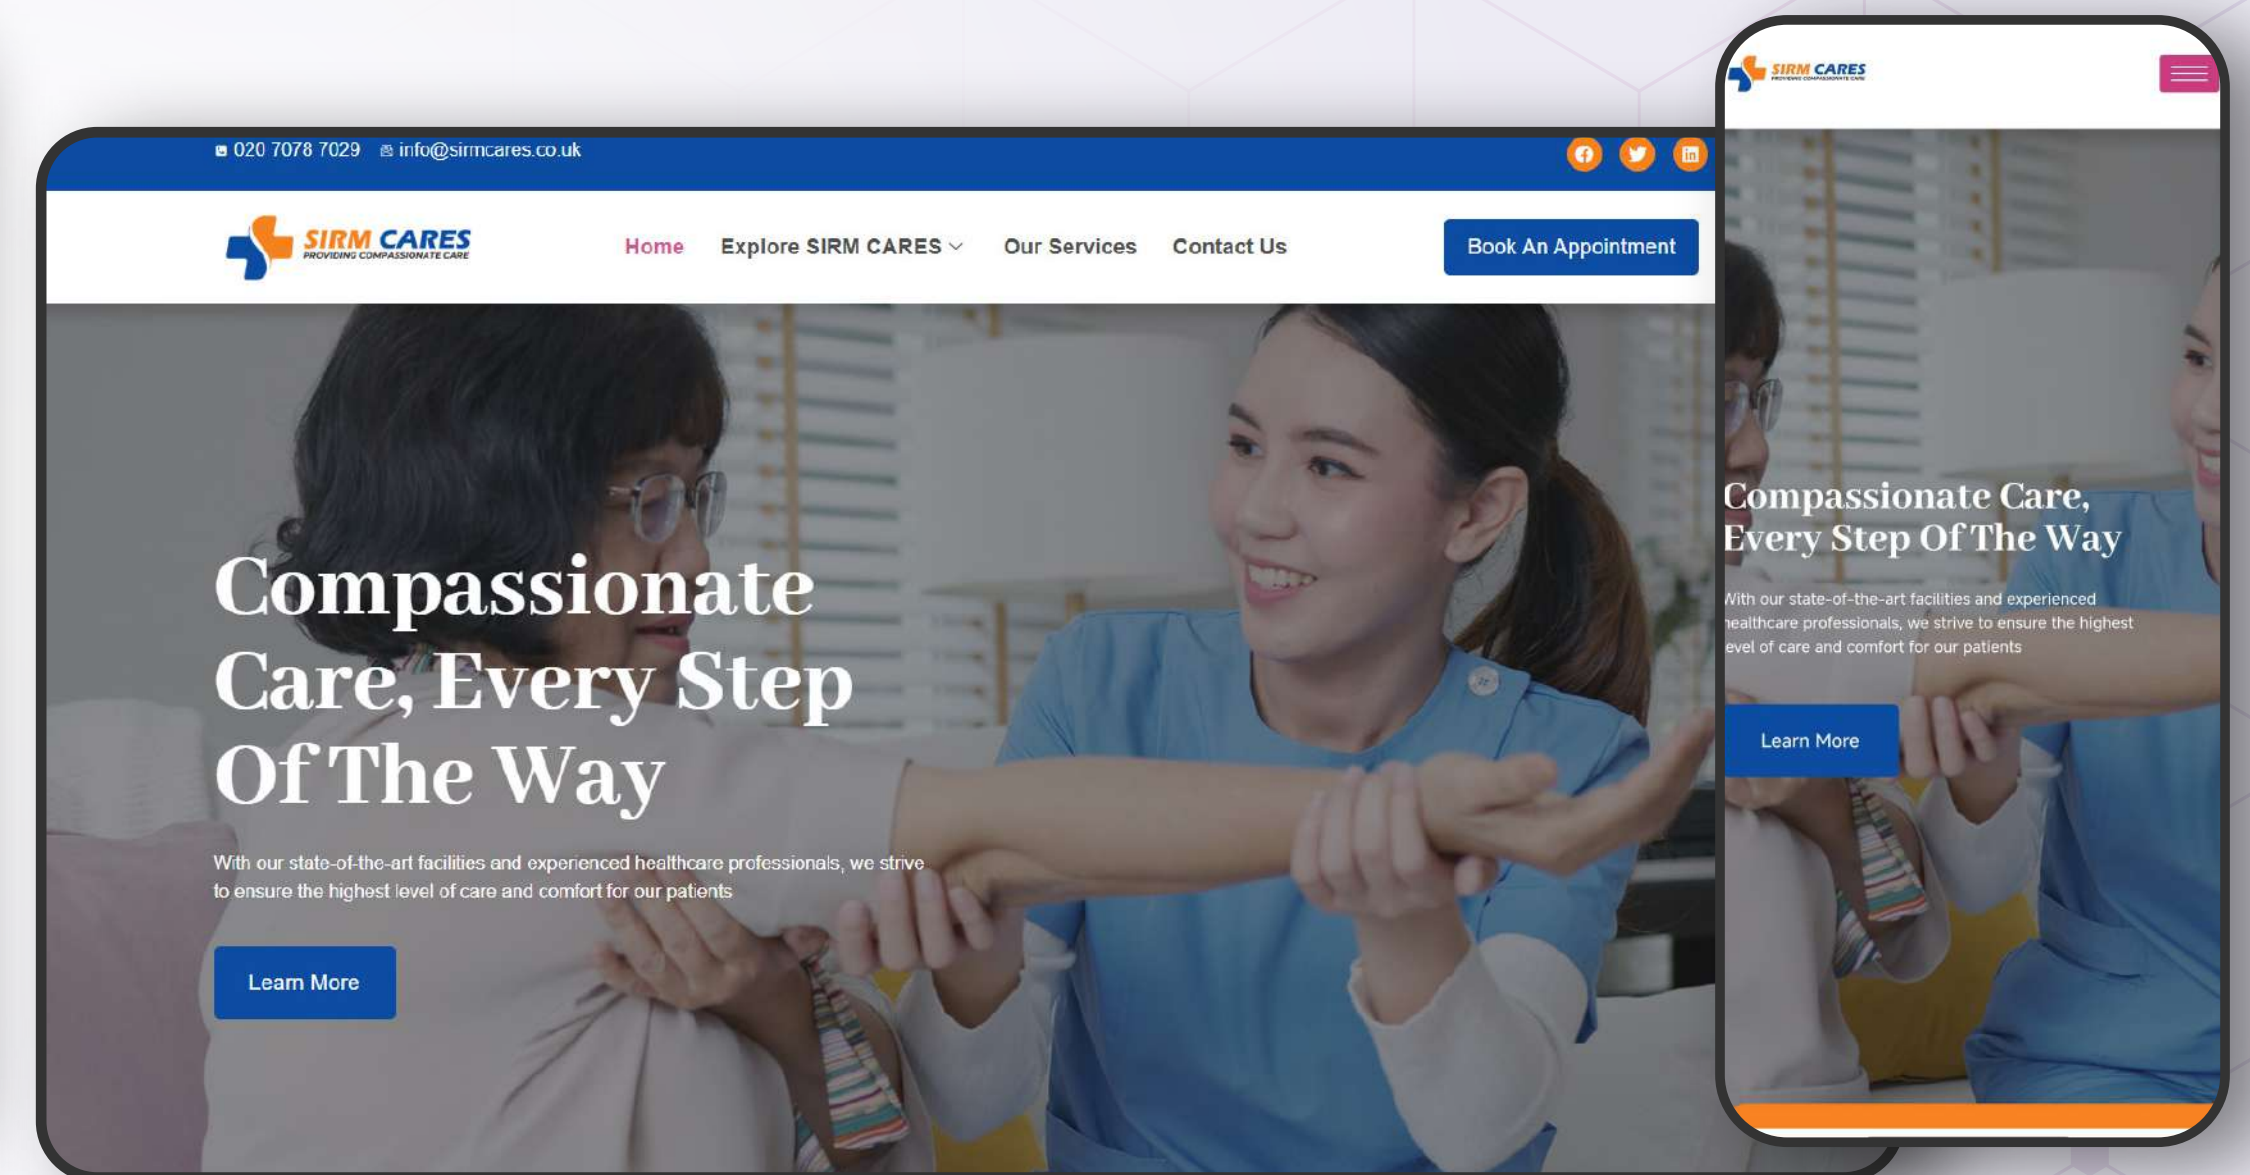 020 7078 7029 info@sirmcares.co.uk
SIRM CARES
PROVIDING COMPASSIONATE CARE
Home Explore SIRM CARES Our Services Contact Us Book An Appointment
Compassionate
Care, Every Step
Of The Way
With our state-of-the-art facilities and experienced healthcare professionals, we strive
to ensure the highest level of care and comfort for our patients
Learn More
SIRM CARES
PROVIDING COMPASSIONATE CARE
Compassionate Care,
Every Step Of The Way
With our state-of-the-art facilities and experienced
healthcare professionals, we strive to ensure the highest
level of care and comfort for our patients
Learn More